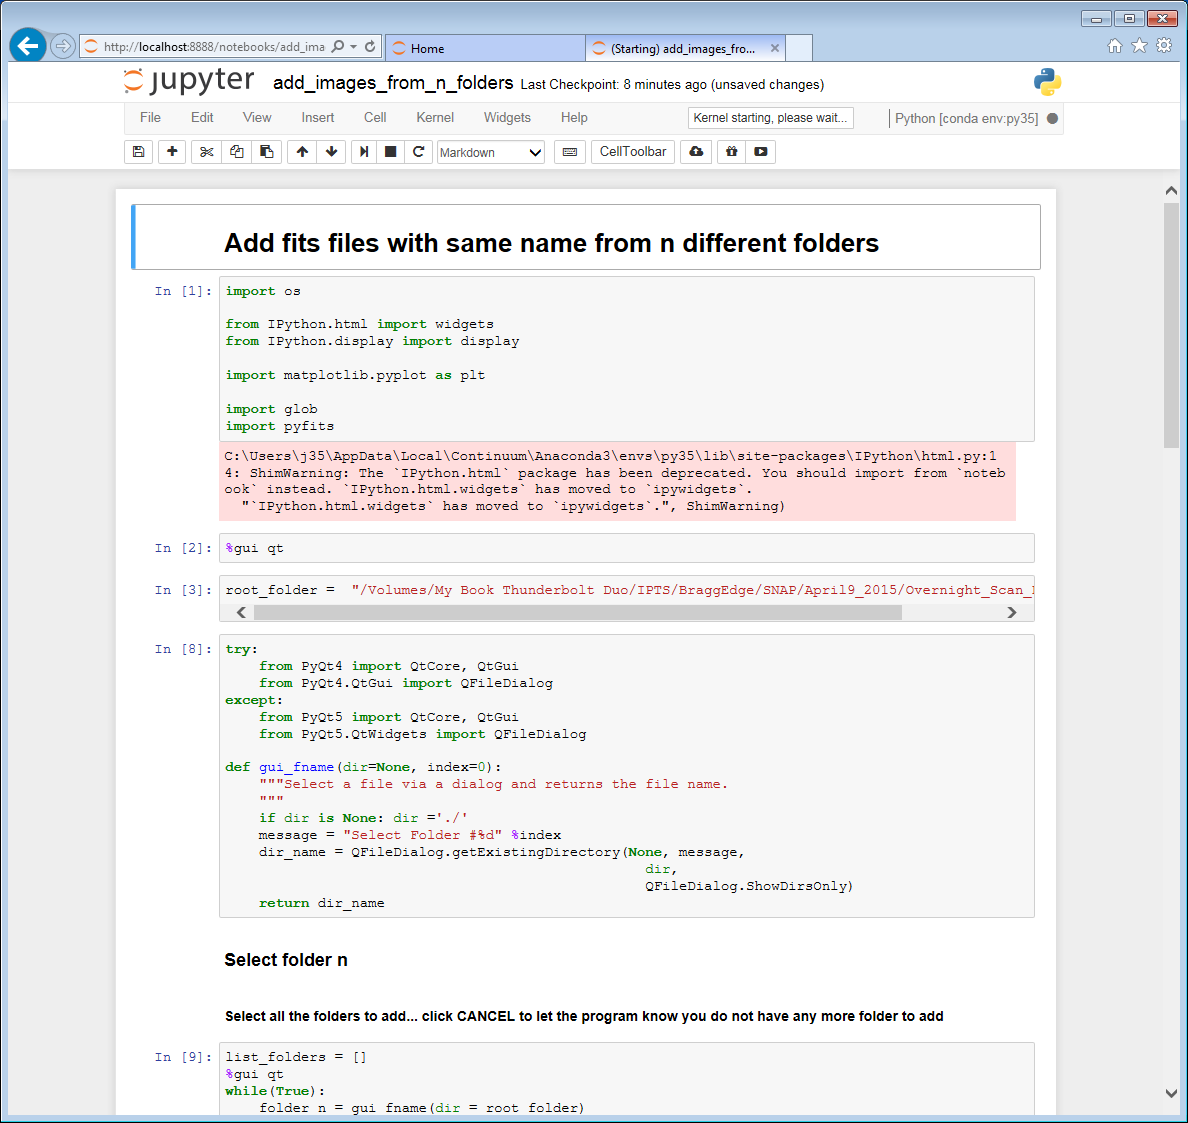 http://localhost:8888/notebooks/add_ima
Home
(Starting) add_images_fro...
jupyter add_images_from_n_folders Last Checkpoint: 8 minutes ago (unsaved changes)
File Edit View Insert Cell Kernel Widgets Help Kernel starting, please wait... Python [conda env:py35]
Markdown CellToolbar
Add fits files with same name from n different folders
In [1]: import os
from IPython.html import widgets
from IPython.display import display
import matplotlib.pyplot as plt
import glob
import pyfits
C:\Users\j35\AppData\Local\Continuum\Anaconda3\envs\py35\lib\site-packages\IPython\html.py:1
4: ShimWarning: The `IPython.html` package has been deprecated. You should import from `noteb
ook` instead. `IPython.html.widgets` has moved to `ipywidgets`.
"`IPython.html.widgets` has moved to `ipywidgets`.", ShimWarning)
In [2]: %gui qt
In [3]: root_folder = "/Volumes/My Book Thunderbolt Duo/IPTS/BraggEdge/SNAP/April9_2015/Overnight_Scan_
In [8]: try:
from PyQt4 import QtCore, QtGui
from PyQt4.QtGui import QFileDialog
except:
from PyQt5 import QtCore, QtGui
from PyQt5.QtWidgets import QFileDialog
def gui_fname(dir=None, index=0):
"""Select a file via a dialog and returns the file name.
"""
if dir is None: dir ='./'
message = "Select Folder #%d" %index
dir_name = QFileDialog.getExistingDirectory(None, message,
dir,
QFileDialog.ShowDirsOnly)
return dir_name
Select folder n
Select all the folders to add... click CANCEL to let the program know you do not have any more folder to add
In [9]: list_folders = []
%gui qt
while(True):
folder_n = gui_fname(dir = root_folder)